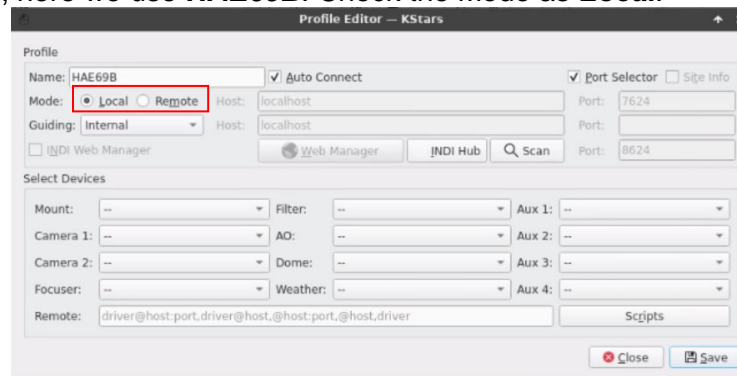 , here we use HAE69B. Check the Mode as Local.
Profile Editor — KStars
Profile
Name: HAE69B Auto Connect Port Selector Site Info
Mode: Local Remote Host: localhost Port: 7624
Guiding: Internal Host: localhost Port:
INDI Web Manager Web Manager INDI Hub Scan Port: 8624
Select Devices
Mount: -- Filter: -- Aux 1: --
Camera 1: -- AO: -- Aux 2: --
Camera 2: -- Dome: -- Aux 3: --
Focuser: -- Weather: -- Aux 4: --
Remote: driver@host:port,driver@host,@host:port,@host,driver Scripts
Close Save